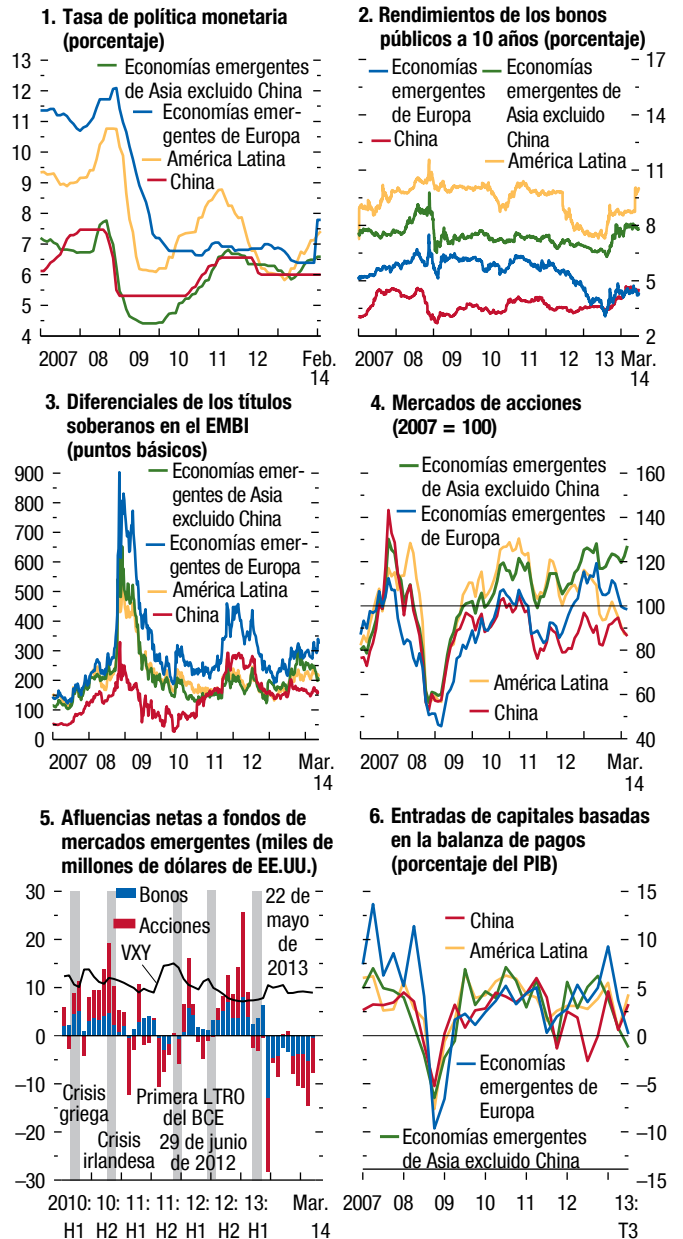 1. Tasa de política monetaria
(porcentaje)
13
12
11
10
9
8
7
6
5
4
Economías emergentes
de Asia excluido China
Economías emer-
gentes de Europa
América Latina
China
2007 08 09 10 11 12 Feb.
14
2. Rendimientos de los bonos
públicos a 10 años (porcentaje)
Economías
emergentes
de Europa
China
Economías
emergentes de
Asia excluido
China
América Latina
17
14
11
8
5
2
2007 08 09 10 11 12 13 Mar.
14
3. Diferenciales de los títulos
soberanos en el EMBI
(puntos básicos)
900
800
700
600
500
400
300
200
100
0
Economías emer-
gentes de Asia
excluido China
Economías emer-
gentes de Europa
América Latina
China
2007 08 09 10 11 12 Mar.
14
4. Mercados de acciones
(2007 = 100)
Economías emergentes
de Asia excluido China
Economías emergentes
de Europa
América Latina
China
160
140
120
100
80
60
40
2007 08 09 10 11 12 Mar.
14
5. Afluencias netas a fondos de
mercados emergentes (miles de
millones de dólares de EE.UU.)
30
20
10
0
–10
–20
–30
Bonos
Acciones
VXY
22 de
mayo
de
2013
Crisis
griega
Crisis
irlandesa
Primera LTRO
del BCE
29 de junio
de 2012
2010: 10: 11: 11: 12: 12: 13: Mar.
H1 H2 H1 H2 H1 H2 H1 14
6. Entradas de capitales basadas
en la balanza de pagos
(porcentaje del PIB)
China
América Latina
Economías
emergentes de
Europa
Economías emergentes
de Asia excluido China
15
10
5
0
–5
–10
–15
2007 08 09 10 11 12 13:
T3